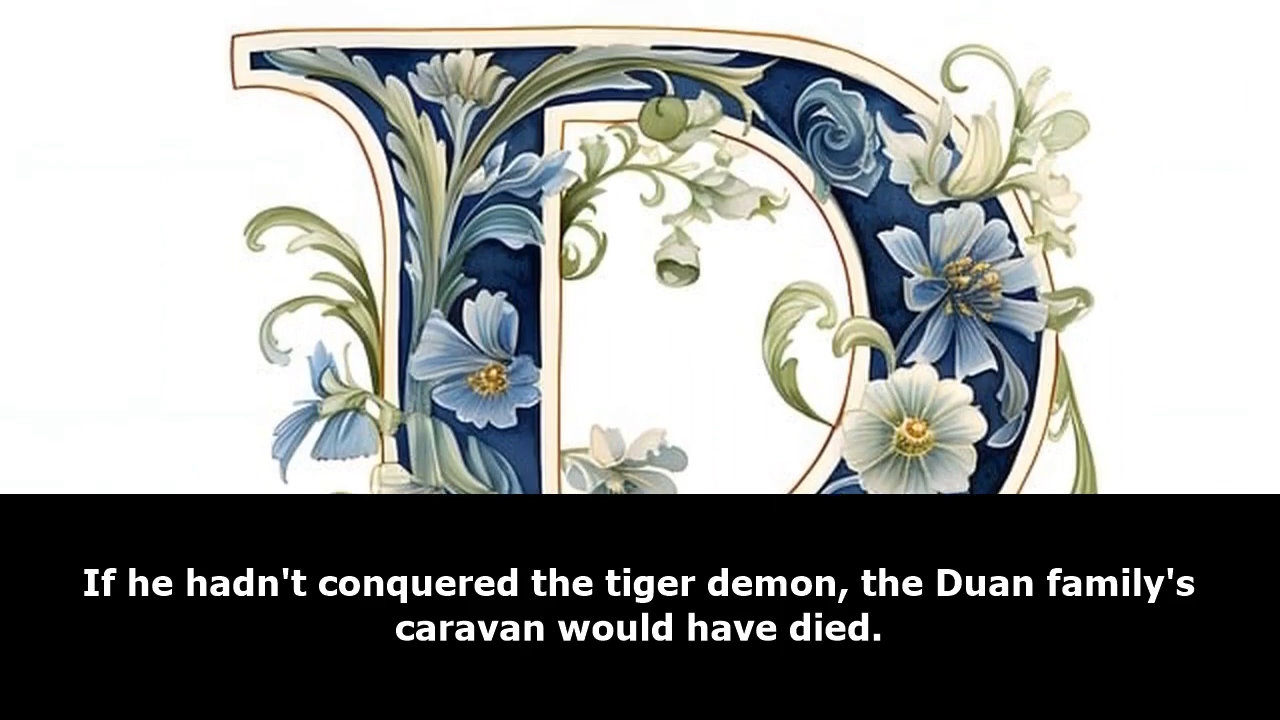 D
If he hadn't conquered the tiger demon, the Duan family's
caravan would have died.